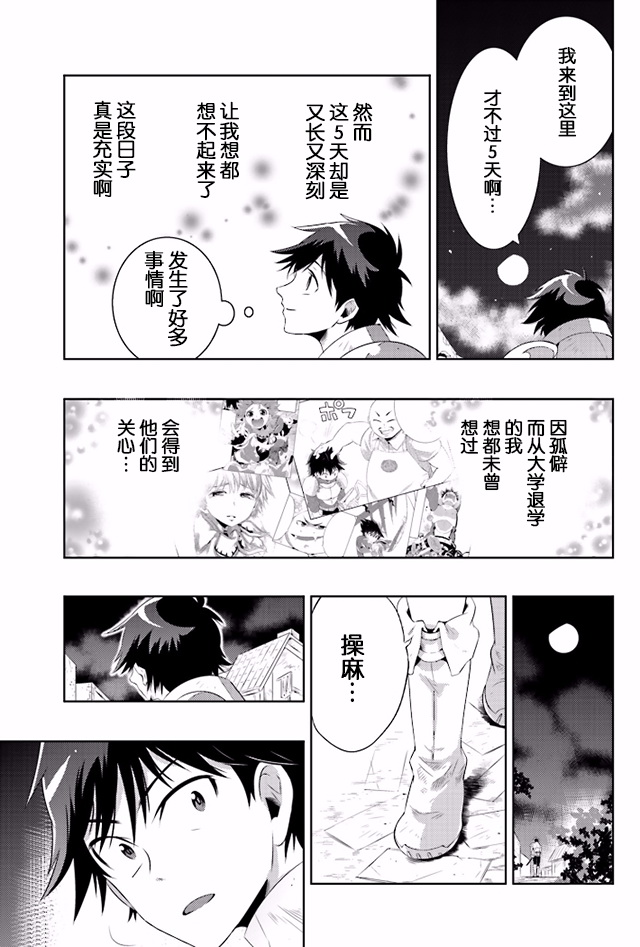 我来到这里
才不过5天啊…
然而
这5天却是
又长又深刻
让我想都
想不起来了
这段日子
真是充实啊
发生了好多
事情啊
因孤僻
而从大学退学
的我
想都未曾
想过
ポフ
会得到
他们的
关心…
操麻…